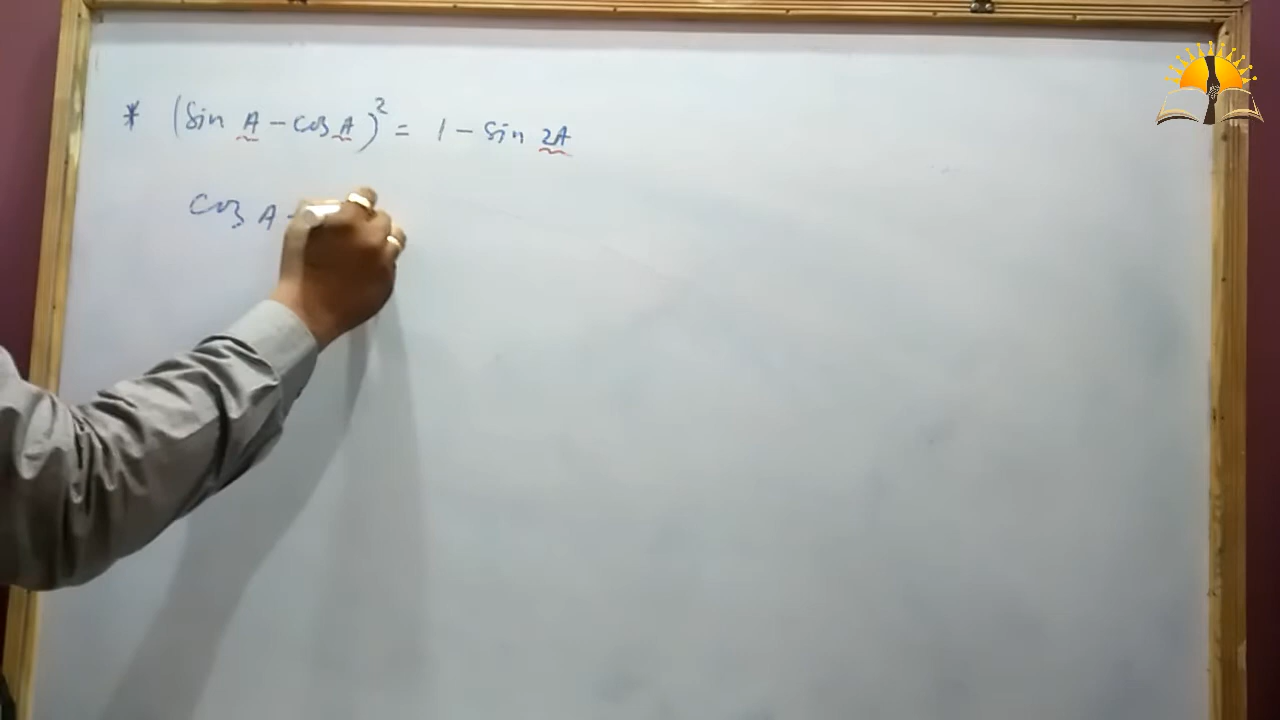 * (Sin A - Cos A)² = 1 - Sin 2A
Cos A -